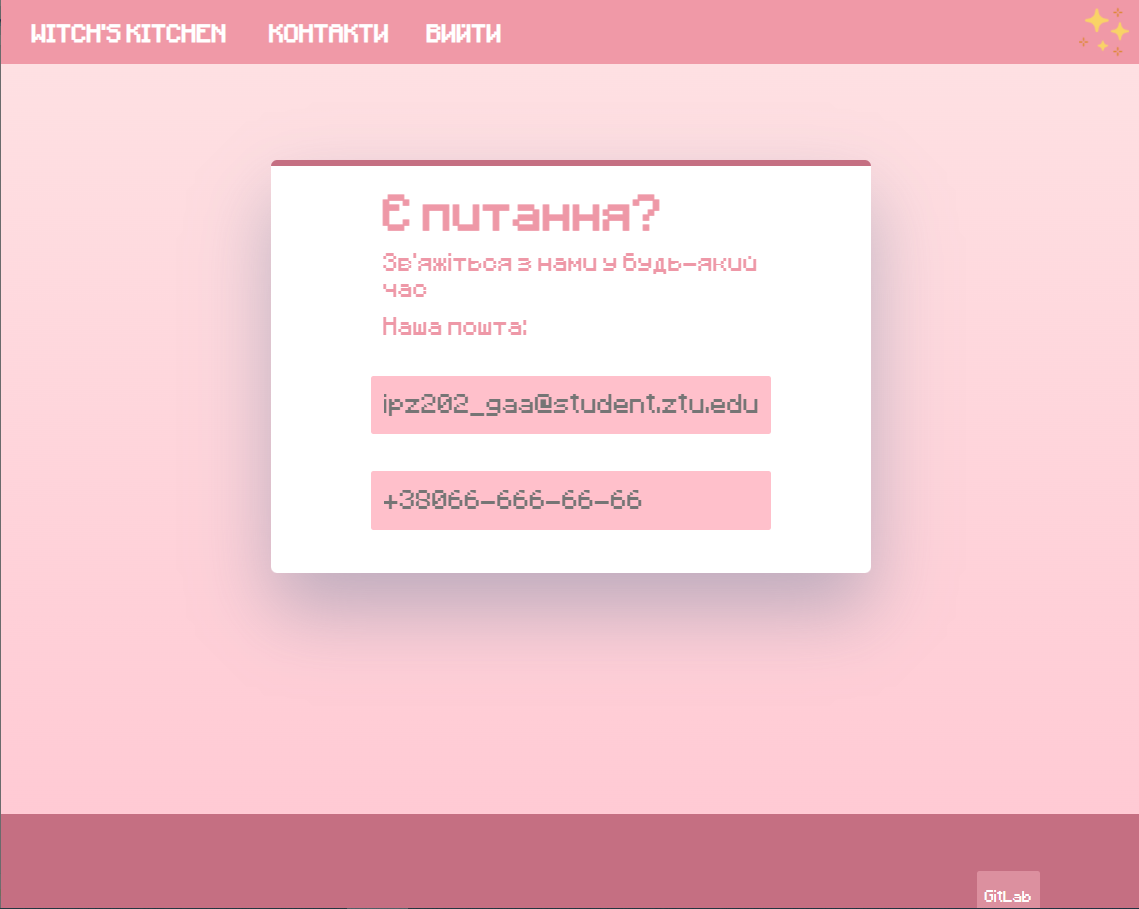 WITCH'S KITCHEN КОНТАКТИ ВИЙТИ
Є питання?
Зв'яжіться з нами у будь-який
час
Наша пошта:
ipz202_gaa@student.ztu.edu
+38066-666-66-66
GitLab